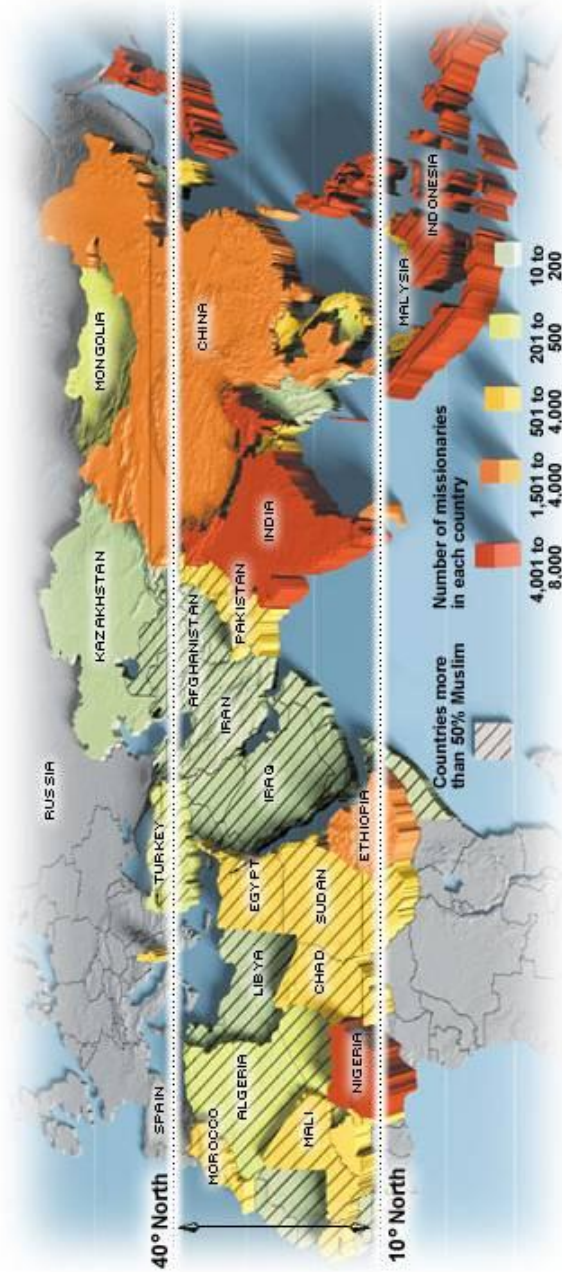 RUSSIA
SPAIN
40° North
TURKEY
KAZAKHSTAN
MONGOLIA
MOROCCO
ALGERIA
LIBYA
EGYPT
IRAN
AFGHANISTAN
PAKISTAN
CHINA
IRAQ
INDIA
MALI
CHAD
SUDAN
NIGERIA
ETHIOPIA
10° North
MALYSIA
INDONESIA
Countries more
than 50% Muslim
Number of missionaries
in each country
4,001 to
8,000
1,501 to
4,000
501 to
4,000
201 to
500
10 to
200